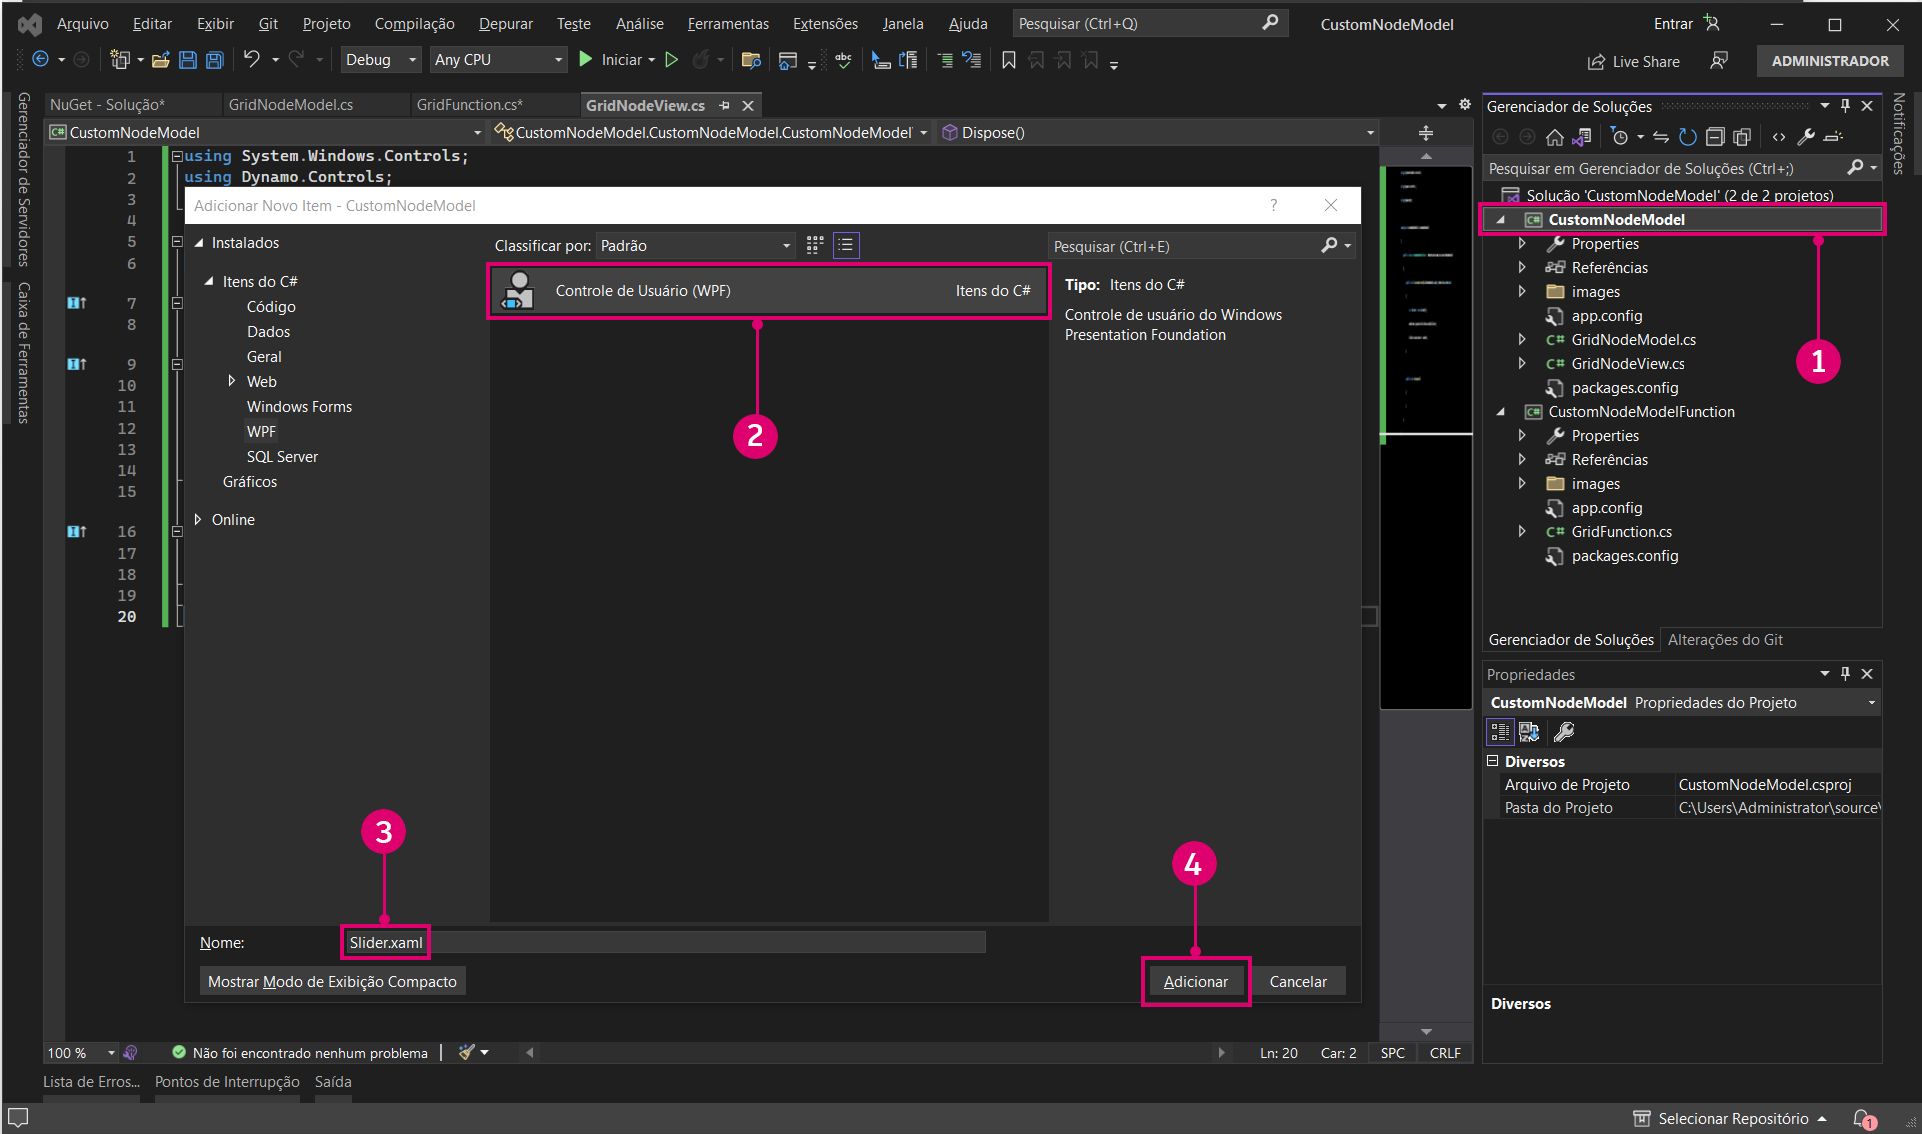 Arquivo Editar Exibir Git Projeto Compilação Depurar Teste Análise Ferramentas Extensões Janela Ajuda Pesquisar (Ctrl+Q) CustomNodeModel Entrar
Debug Any CPU Iniciar abc Live Share ADMINISTRADOR
Gerenciador de Servidores
Caixa de Ferramentas
NuGet - Solução* GridNodeModel.cs GridFunction.cs* GridNodeView.cs
C# CustomNodeModel CustomNodeModel.CustomNodeModel.CustomNodeModel Dispose()
1 using System.Windows.Controls;
2 using Dynamo.Controls;
3
4
5
6
7
8
9
10
11
12
13
14
15
16
17
18
19
20
Adicionar Novo Item - CustomNodeModel ?
Instalados
Itens do C#
Código
Dados
Geral
Web
Windows Forms
WPF
SQL Server
Gráficos
Online
Classificar por: Padrão
Pesquisar (Ctrl+E)
Controle de Usuário (WPF) Itens do C#
2
Tipo: Itens do C#
Controle de usuário do Windows
Presentation Foundation
3
4
Nome: Slider.xaml
Mostrar Modo de Exibição Compacto Adicionar Cancelar
100 % Não foi encontrado nenhum problema Ln: 20 Car: 2 SPC CRLF
Lista de Erros... Pontos de Interrupção Saída
Gerenciador de Soluções
Pesquisar em Gerenciador de Soluções (Ctrl+;)
Solução 'CustomNodeModel' (2 de 2 projetos)
C# CustomNodeModel
Properties
Referências
images
app.config
C# GridNodeModel.cs
C# GridNodeView.cs
packages.config
1
C# CustomNodeModelFunction
Properties
Referências
images
app.config
C# GridFunction.cs
packages.config
Gerenciador de Soluções Alterações do Git
Propriedades
CustomNodeModel Propriedades do Projeto
Diversos
Arquivo de Projeto CustomNodeModel.csproj
Pasta do Projeto C:\Users\Administrator\source\
Diversos
Notificações
Selecionar Repositório 1